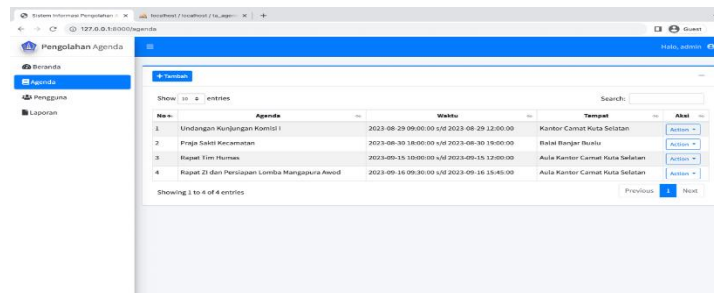 Sistem Informasi Pengolahan
localhost / localhost / ta_agen
127.0.0.1:8000/agenda
Guest
Pengolahan Agenda
Halo, admin
Beranda
Agenda
Pengguna
Laporan
+ Tambah
Show 10 entries
Search:
No Agenda Waktu Tempat Aksi
1 Undangan Kunjungan Komisi I 2023-08-29 09:00:00 s/d 2023-08-29 12:00:00 Kantor Camat Kuta Selatan Action
2 Praja Sakti Kecamatan 2023-08-30 18:00:00 s/d 2023-08-30 19:00:00 Balai Banjar Bualu Action
3 Rapat Tim Humas 2023-09-15 10:00:00 s/d 2023-09-15 12:00:00 Aula Kantor Camat Kuta Selatan Action
4 Rapat ZI dan Persiapan Lomba Mangapura Awod 2023-09-16 09:30:00 s/d 2023-09-16 15:45:00 Aula Kantor Camat Kuta Selatan Action
Showing 1 to 4 of 4 entries
Previous 1 Next